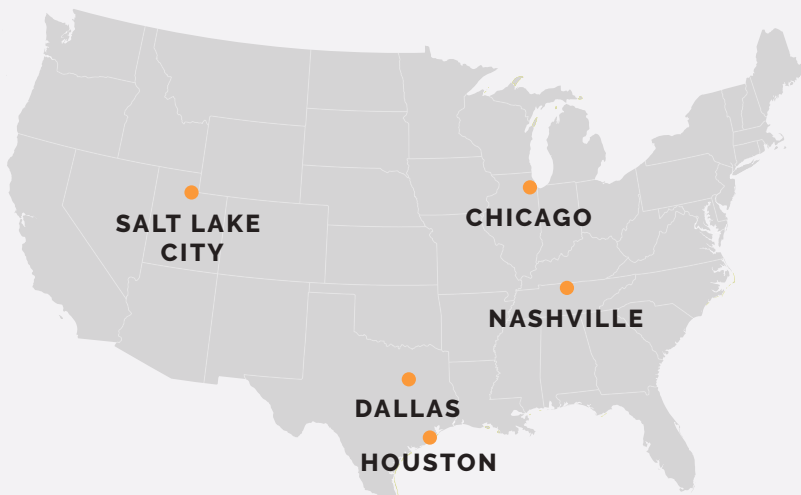 SALT LAKE
CITY
CHICAGO
NASHVILLE
DALLAS
HOUSTON